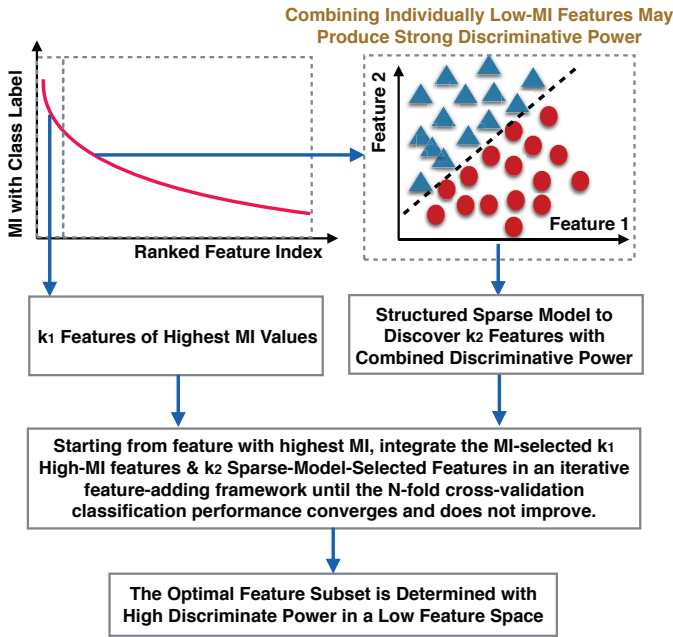 Combining Individually Low-MI Features May
Produce Strong Discriminative Power
MI with Class Label
Ranked Feature Index
Feature 2
Feature 1
k1 Features of Highest MI Values
Structured Sparse Model to
Discover k2 Features with
Combined Discriminative Power
Starting from feature with highest MI, integrate the MI-selected k1
High-MI features & k2 Sparse-Model-Selected Features in an iterative
feature-adding framework until the N-fold cross-validation
classification performance converges and does not improve.
The Optimal Feature Subset is Determined with
High Discriminate Power in a Low Feature Space